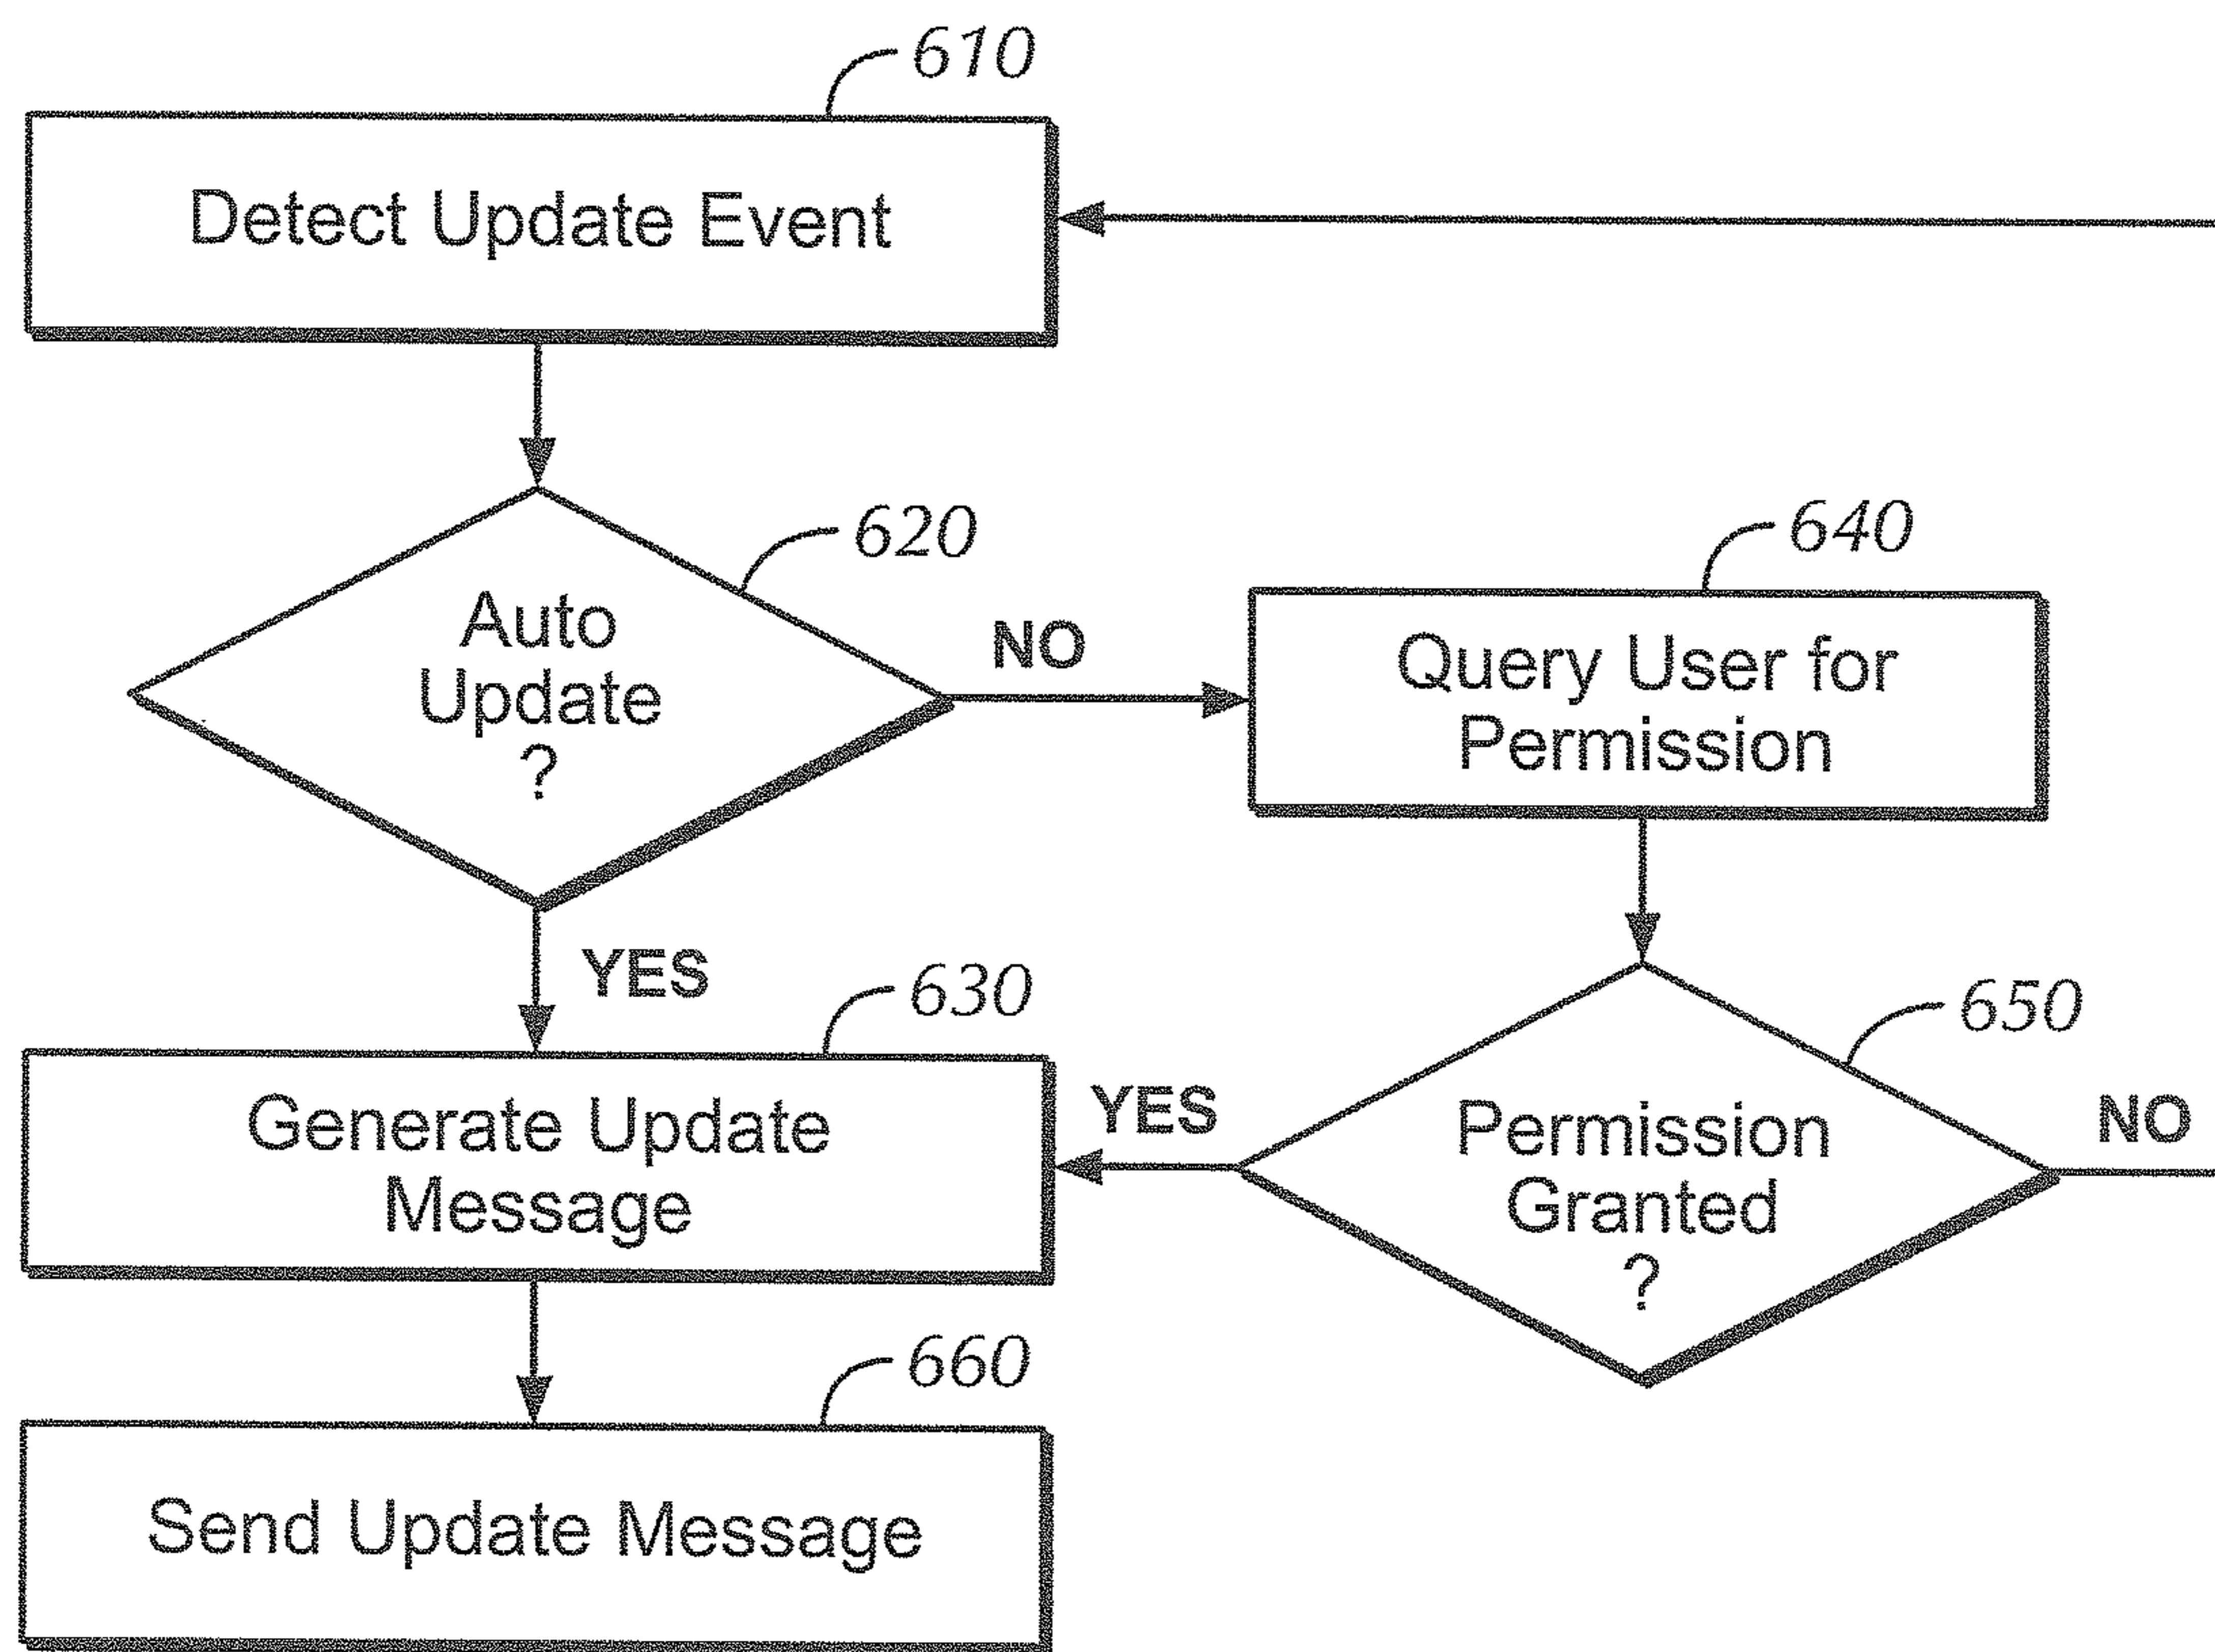 610
Detect Update Event
620
Auto
Update
?
NO
640
Query User for
Permission
YES
630
Generate Update
Message
YES
650
Permission
Granted
?
NO
660
Send Update Message